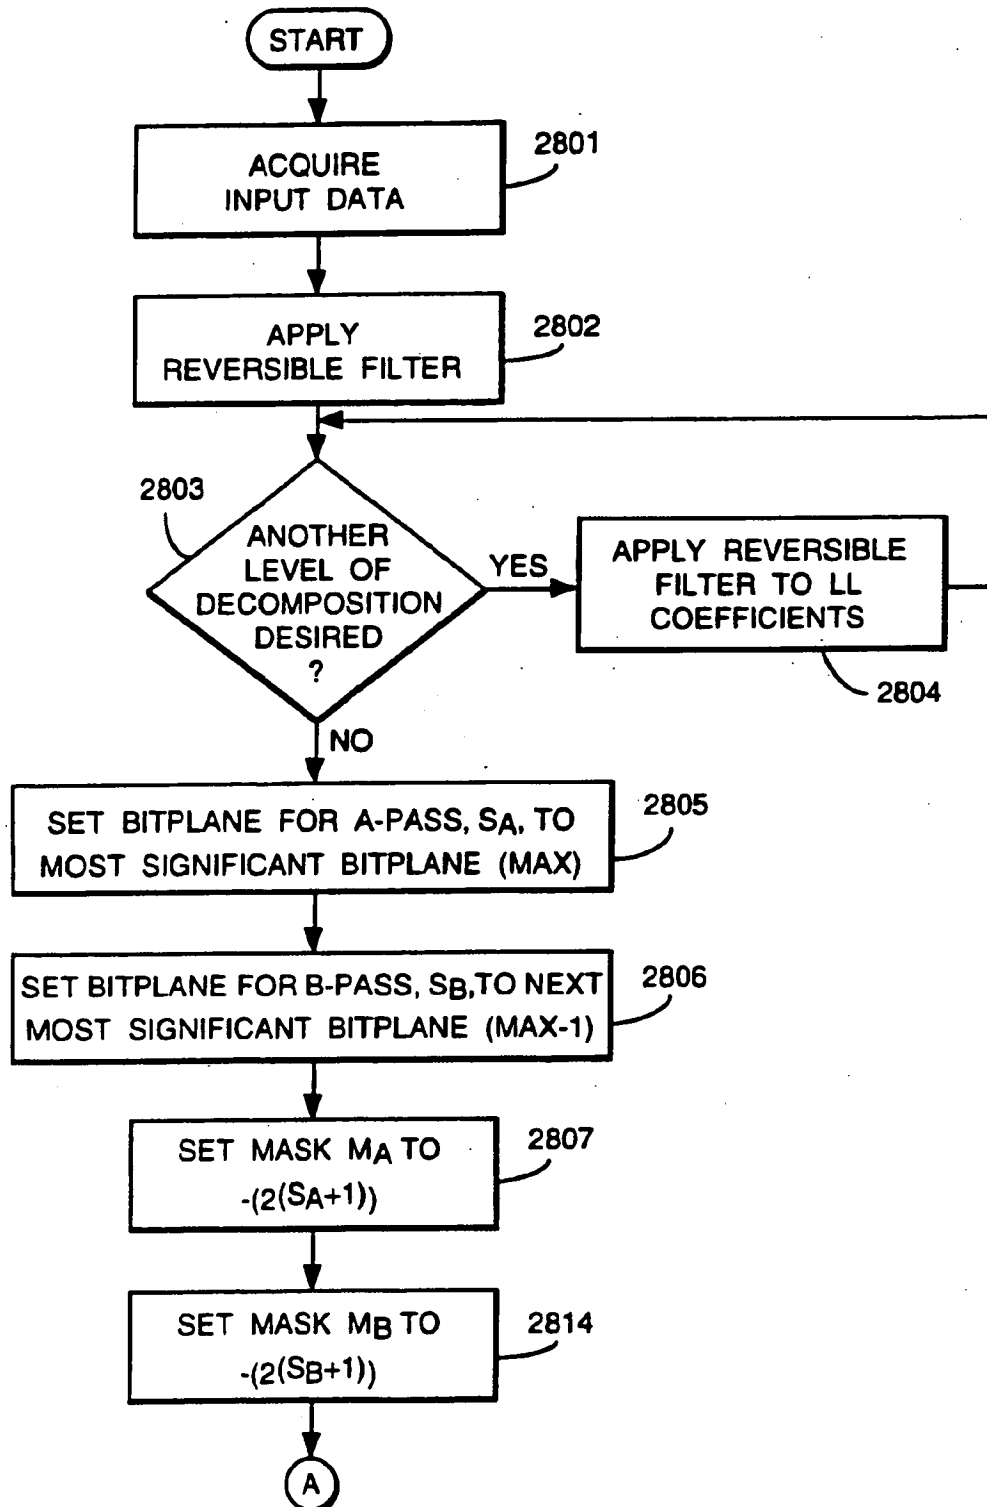 START
ACQUIRE
INPUT DATA
2801
APPLY
REVERSIBLE FILTER
2802
2803
ANOTHER
LEVEL OF
DECOMPOSITION
DESIRED
?
YES
APPLY REVERSIBLE
FILTER TO LL
COEFFICIENTS
2804
NO
SET BITPLANE FOR A-PASS, SA, TO
MOST SIGNIFICANT BITPLANE (MAX)
2805
SET BITPLANE FOR B-PASS, SB, TO NEXT
MOST SIGNIFICANT BITPLANE (MAX-1)
2806
SET MASK MA TO
-(2(SA+1))
2807
SET MASK MB TO
-(2(SB+1))
2814
A